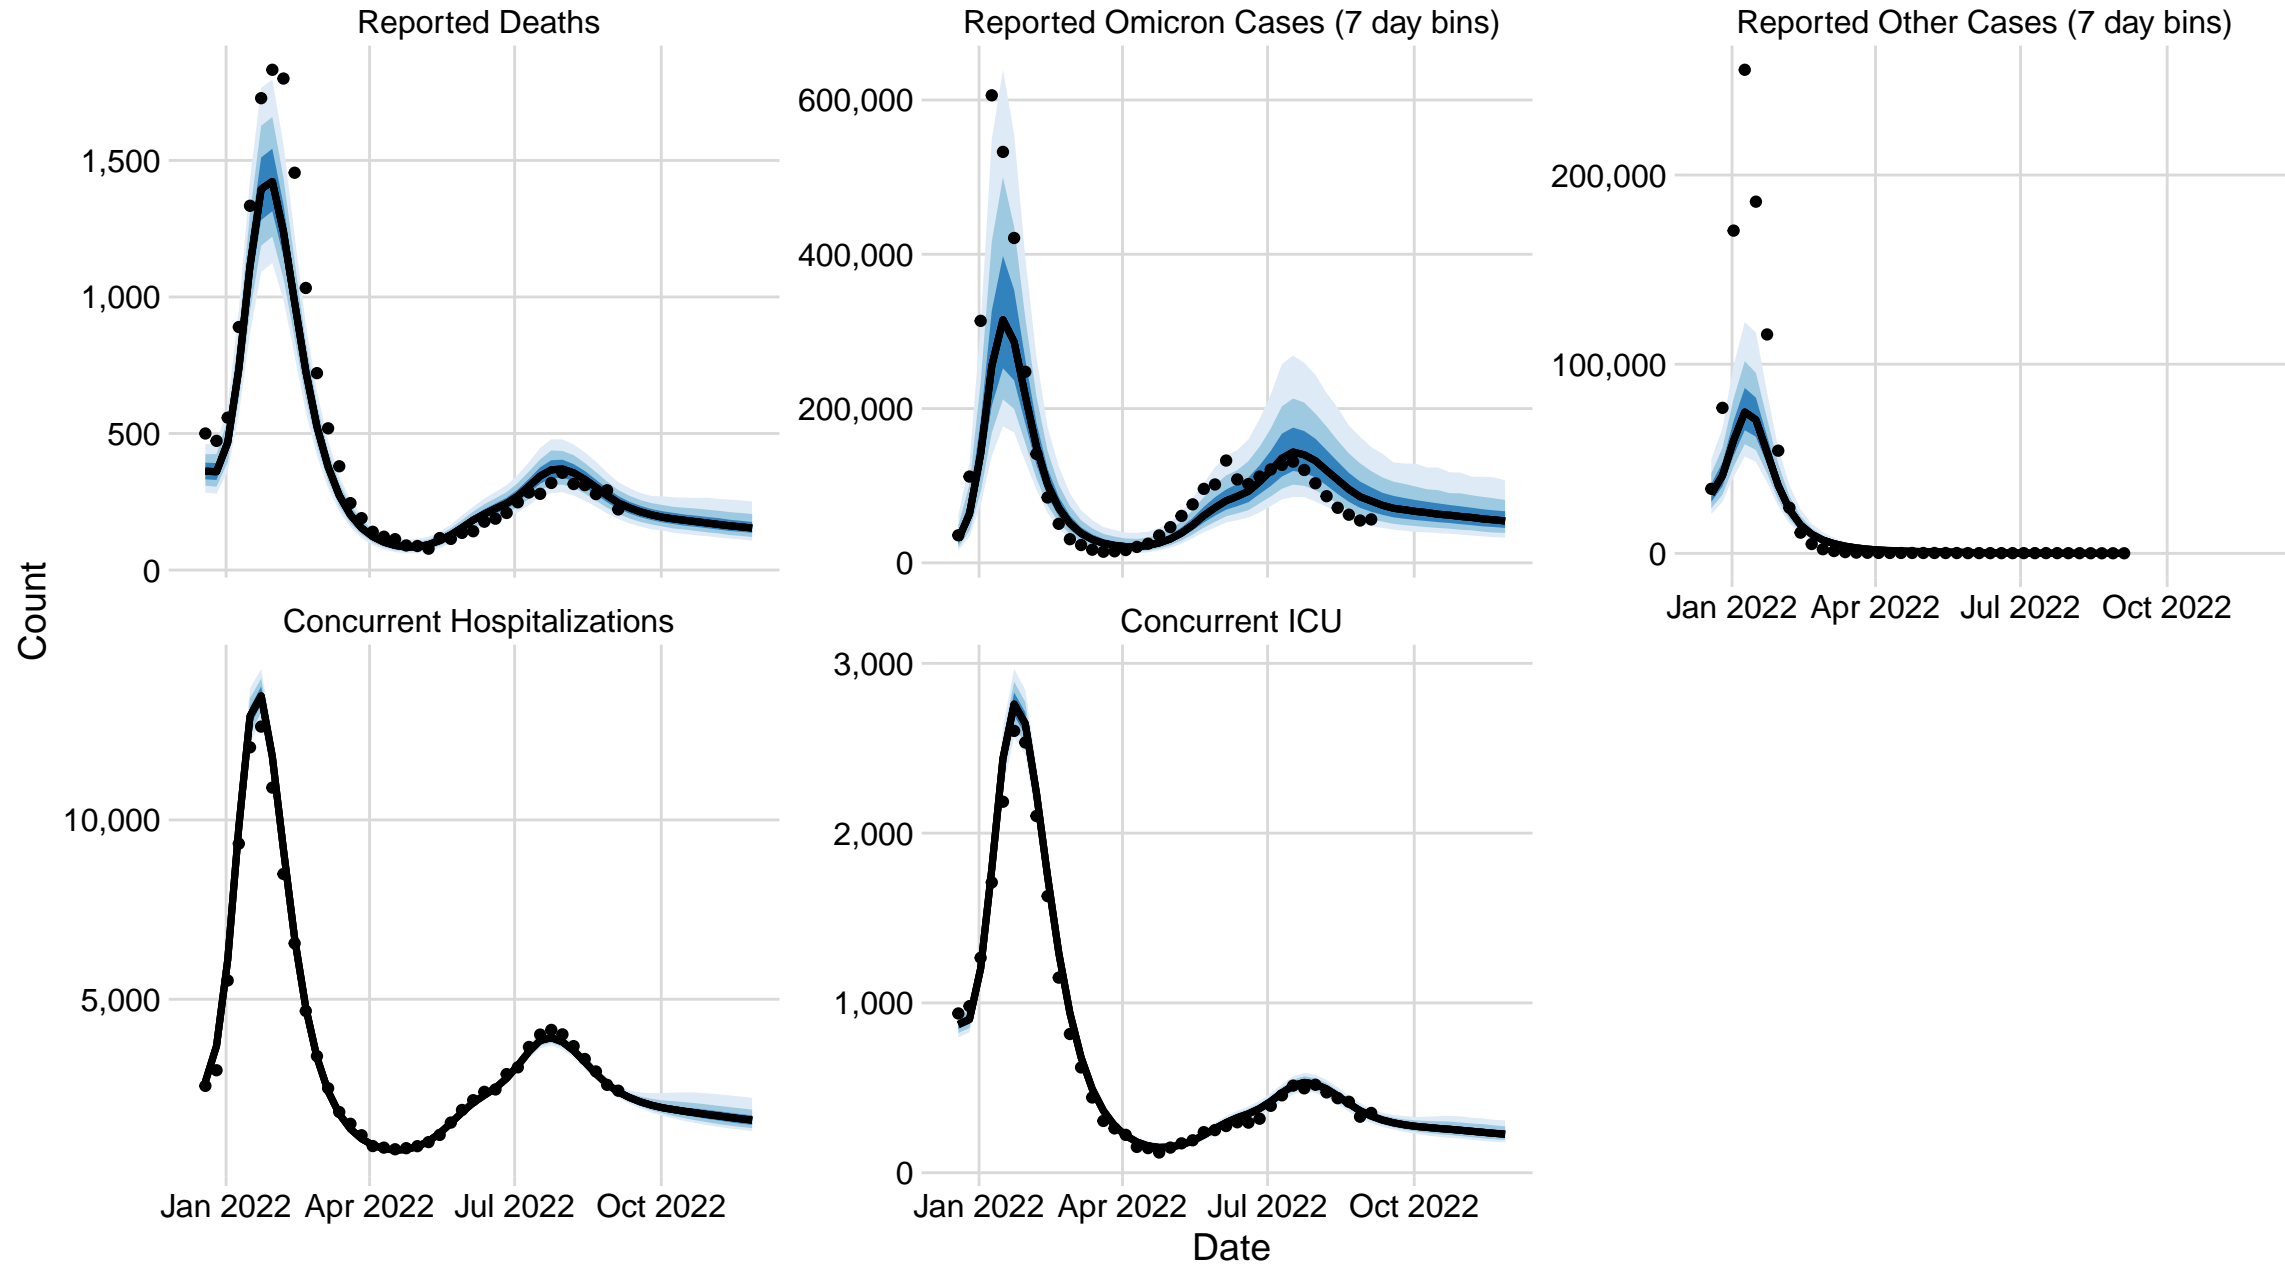 Reported Deaths
Reported Omicron Cases (7 day bins)
Reported Other Cases (7 day bins)
1,500
1,000
500
0
600,000
400,000
200,000
0
200,000
100,000
0
Jan 2022 Apr 2022 Jul 2022 Oct 2022
Count
Concurrent Hospitalizations
Concurrent ICU
10,000
5,000
3,000
2,000
1,000
0
Jan 2022 Apr 2022 Jul 2022 Oct 2022
Jan 2022 Apr 2022 Jul 2022 Oct 2022
Date